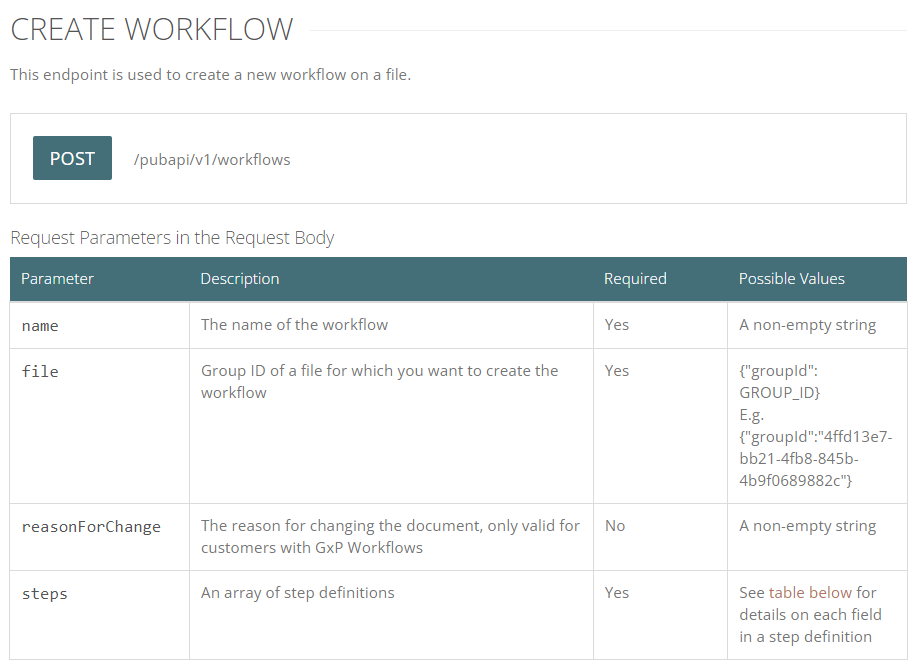 CREATE WORKFLOW
This endpoint is used to create a new workflow on a file.
POST /pubapi/v1/workflows
Request Parameters in the Request Body
Parameter Description Required Possible Values
name The name of the workflow Yes A non-empty string
file Group ID of a file for which you want to create the Yes {"groupId":
workflow GROUP_ID}
E.g.
{"groupId":"4ffd13e7-
bb21-4fb8-845b-
4b9f0689882c"}
reasonForChange The reason for changing the document, only valid for No A non-empty string
customers with GxP Workflows
steps An array of step definitions Yes See table below for
details on each field
in a step definition